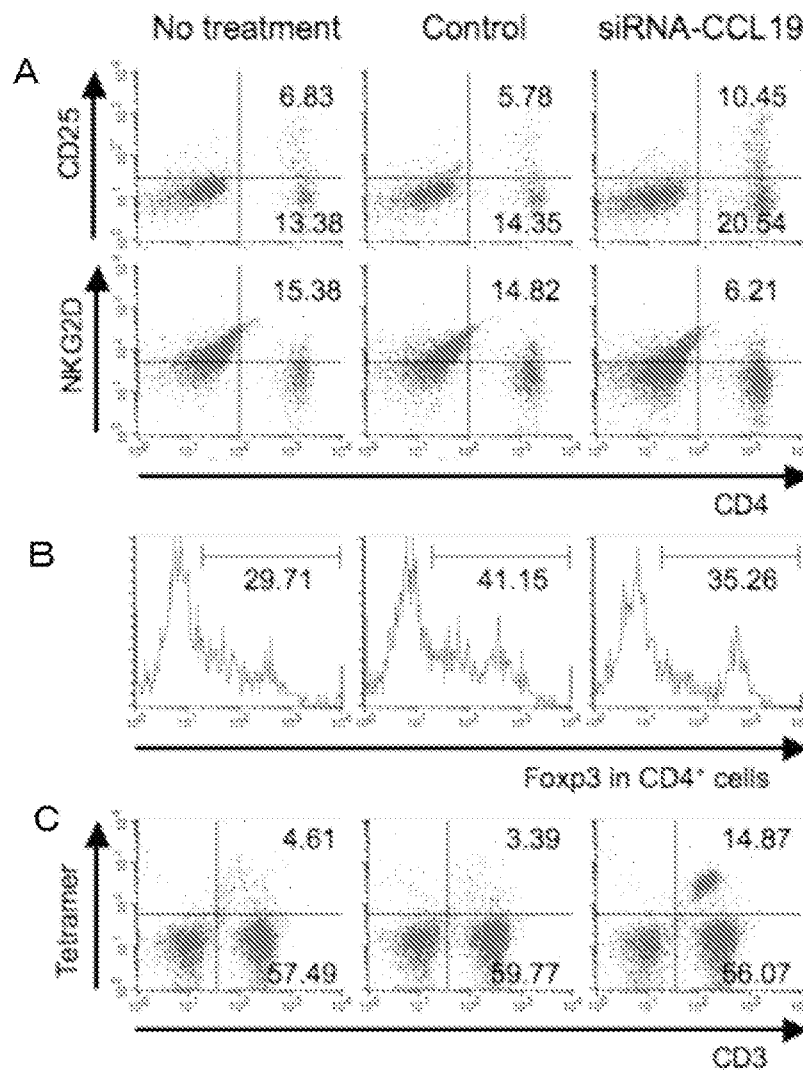 No treatment Control siRNA-CCL19
A
CD25
6.83 5.78 10.45
13.38 14.35 20.54
NKG2D
15.38 14.82 6.21
CD4
B
29.71 41.15 35.26
Foxp3 in CD4⁺ cells
C
Tetramer
4.61 3.39 14.87
57.49 59.77 56.07
CD3